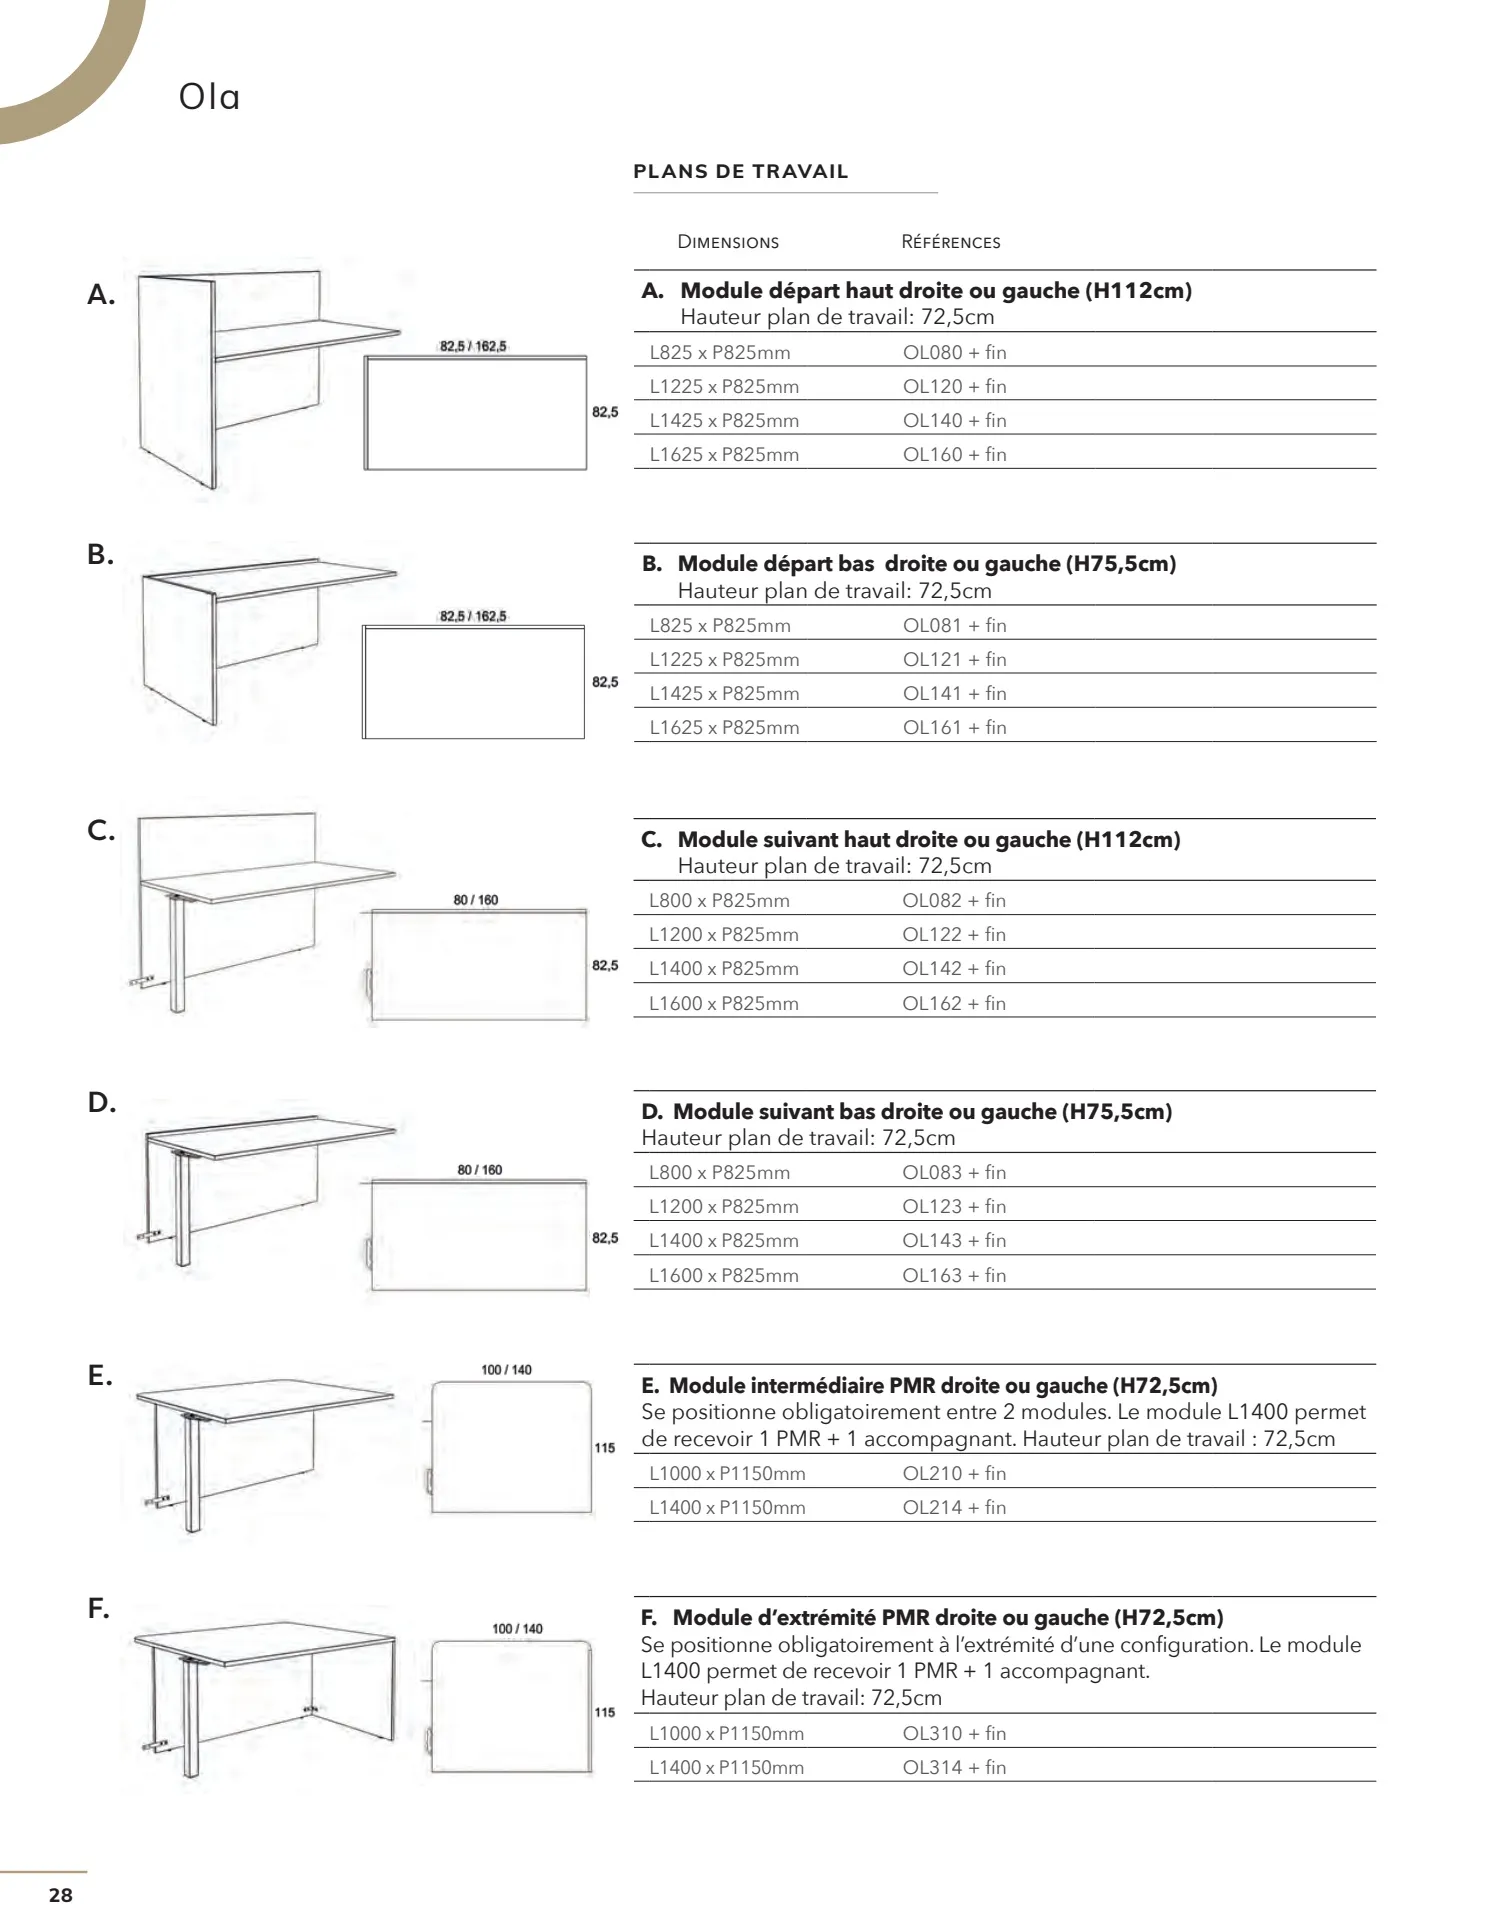 Ola
PLANS DE TRAVAIL
DIMENSIONS RÉFÉRENCES
A.
82,5 / 162,5
82,5
A. Module départ haut droite ou gauche (H112cm)
Hauteur plan de travail: 72,5cm
L825 x P825mm OL080 + fin
L1225 x P825mm OL120 + fin
L1425 x P825mm OL140 + fin
L1625 x P825mm OL160 + fin
B.
82,5 / 162,5
82,5
B. Module départ bas droite ou gauche (H75,5cm)
Hauteur plan de travail: 72,5cm
L825 x P825mm OL081 + fin
L1225 x P825mm OL121 + fin
L1425 x P825mm OL141 + fin
L1625 x P825mm OL161 + fin
C.
80 / 160
82,5
C. Module suivant haut droite ou gauche (H112cm)
Hauteur plan de travail: 72,5cm
L800 x P825mm OL082 + fin
L1200 x P825mm OL122 + fin
L1400 x P825mm OL142 + fin
L1600 x P825mm OL162 + fin
D.
80 / 160
82,5
D. Module suivant bas droite ou gauche (H75,5cm)
Hauteur plan de travail: 72,5cm
L800 x P825mm OL083 + fin
L1200 x P825mm OL123 + fin
L1400 x P825mm OL143 + fin
L1600 x P825mm OL163 + fin
E.
100 / 140
115
E. Module intermédiaire PMR droite ou gauche (H72,5cm)
Se positionne obligatoirement entre 2 modules. Le module L1400 permet
de recevoir 1 PMR + 1 accompagnant. Hauteur plan de travail : 72,5cm
L1000 x P1150mm OL210 + fin
L1400 x P1150mm OL214 + fin
F.
100 / 140
115
F. Module d’extrémité PMR droite ou gauche (H72,5cm)
Se positionne obligatoirement à l’extrémité d’une configuration. Le module
L1400 permet de recevoir 1 PMR + 1 accompagnant.
Hauteur plan de travail: 72,5cm
L1000 x P1150mm OL310 + fin
L1400 x P1150mm OL314 + fin
28